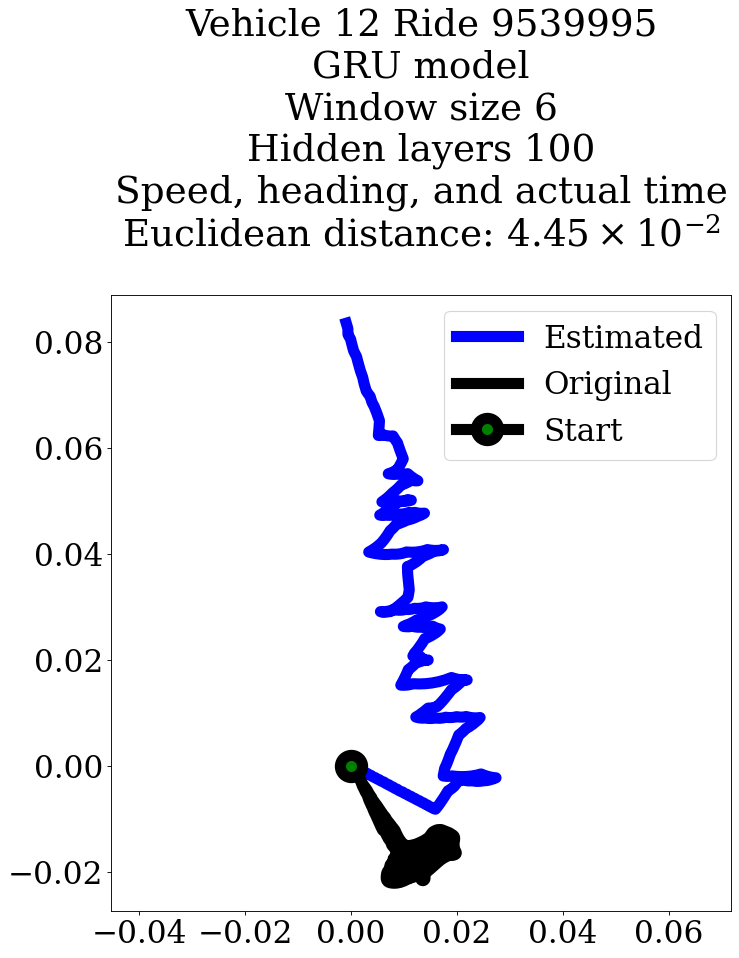 Vehicle 12 Ride 9539995
GRU model
Window size 6
Hidden layers 100
Speed, heading, and actual time
Euclidean distance: 4.45 × 10⁻²
Estimated
Original
Start
0.08
0.06
0.04
0.02
0.00
−0.02
−0.04 −0.02 0.00 0.02 0.04 0.06